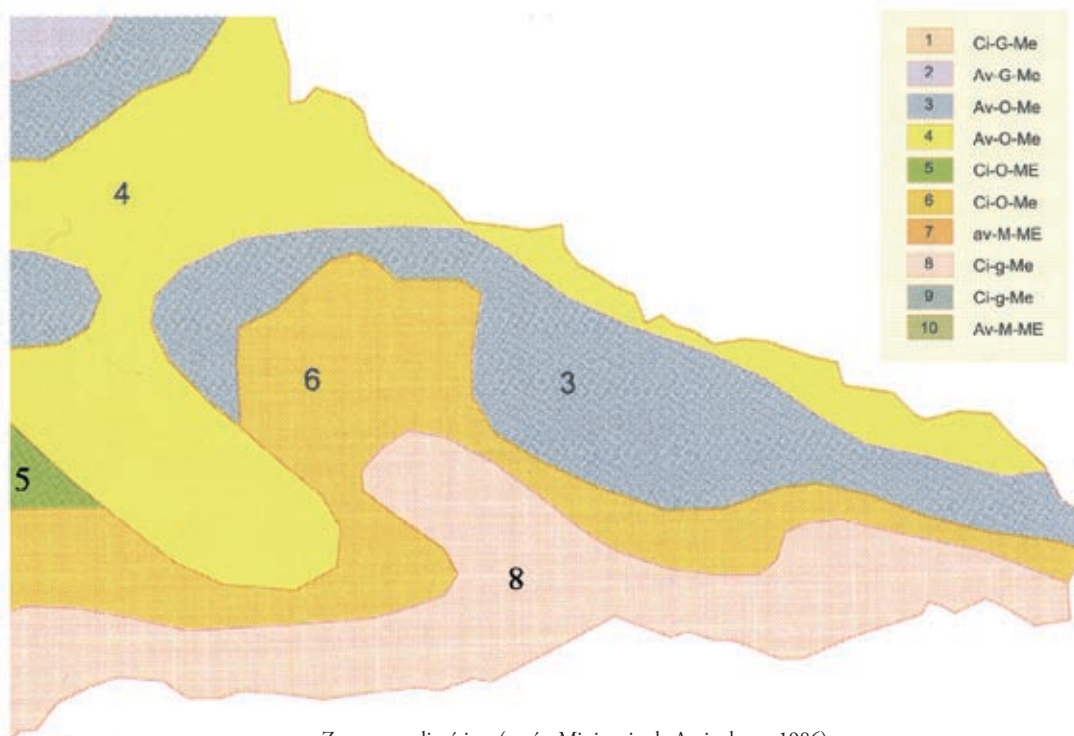 1 Ci-G-Me
2 Av-G-Me
3 Av-O-Me
4 Av-O-Me
5 Ci-O-ME
6 Ci-O-Me
7 av-M-ME
8 Ci-g-Me
9 Ci-g-Me
10 Av-M-ME
4
6
3
5
8